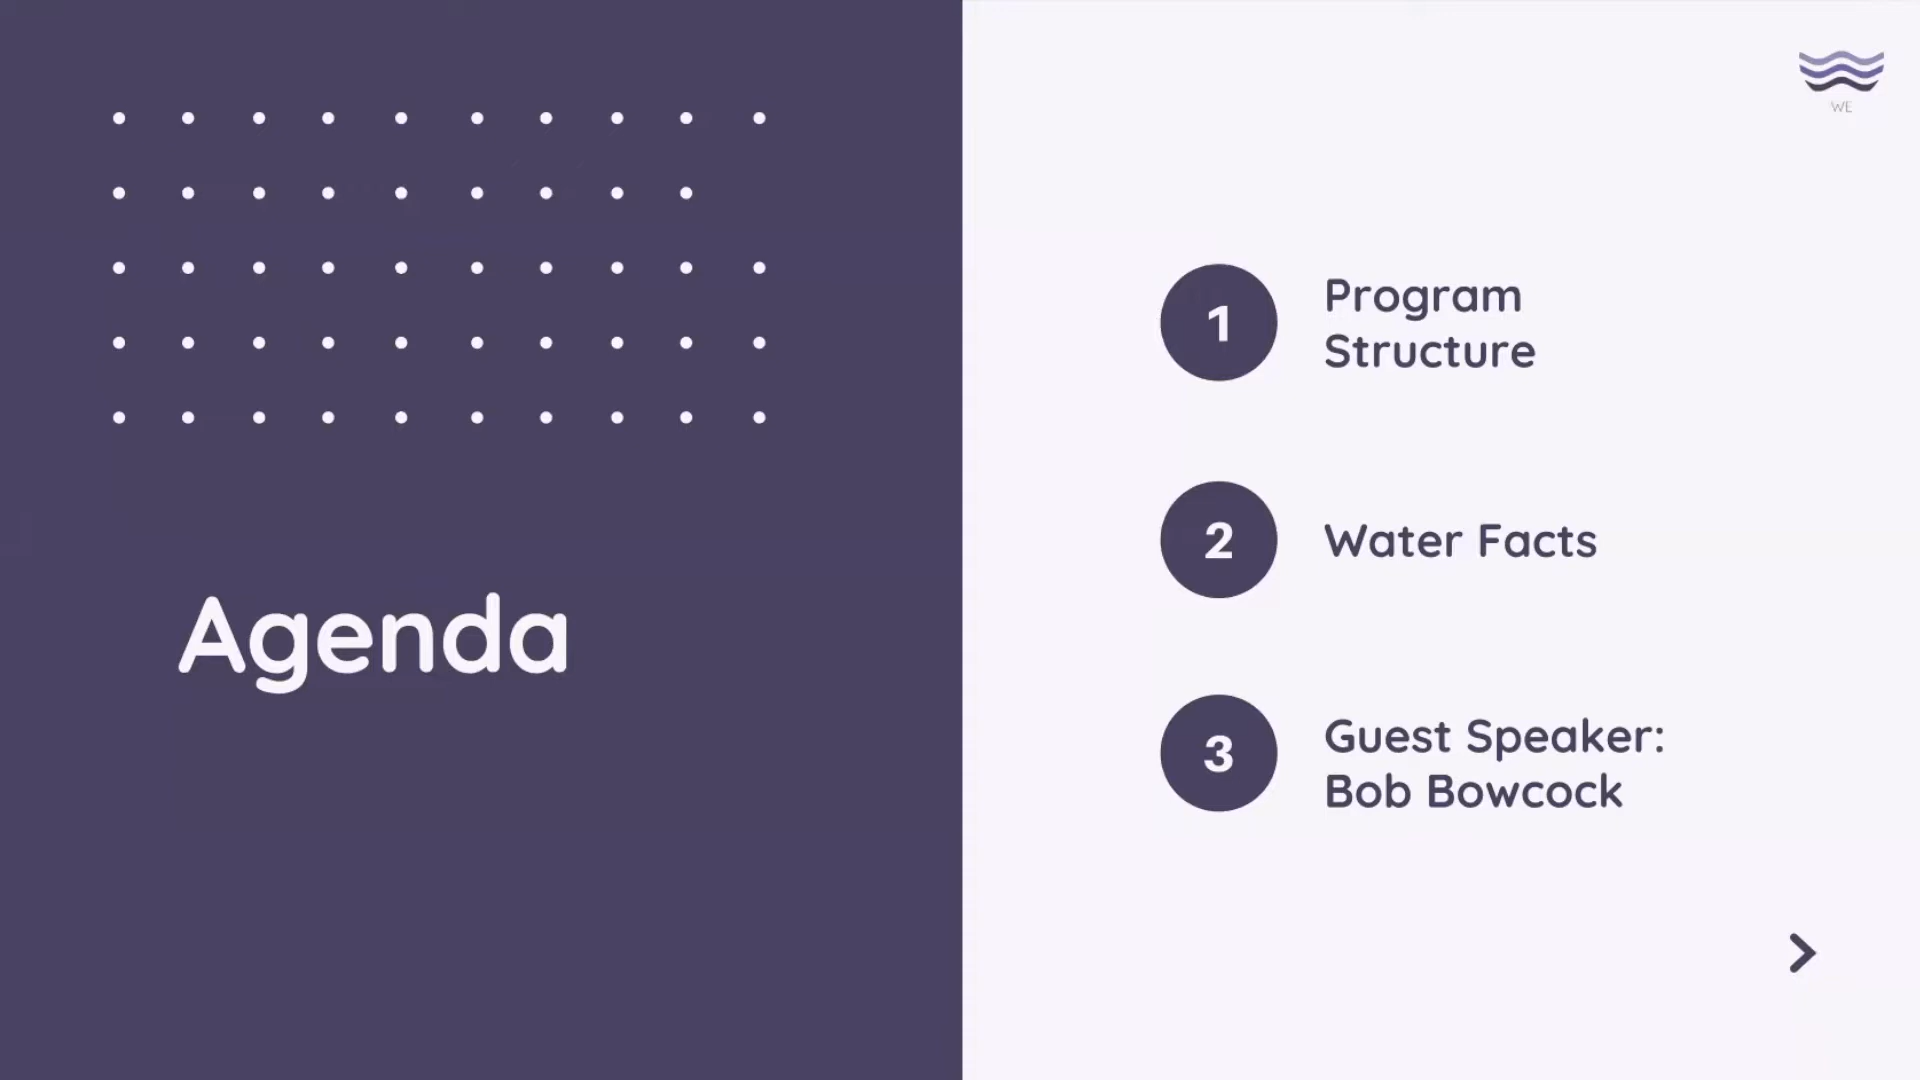 WE
Agenda
1
Program
Structure
2
Water Facts
3
Guest Speaker:
Bob Bowcock